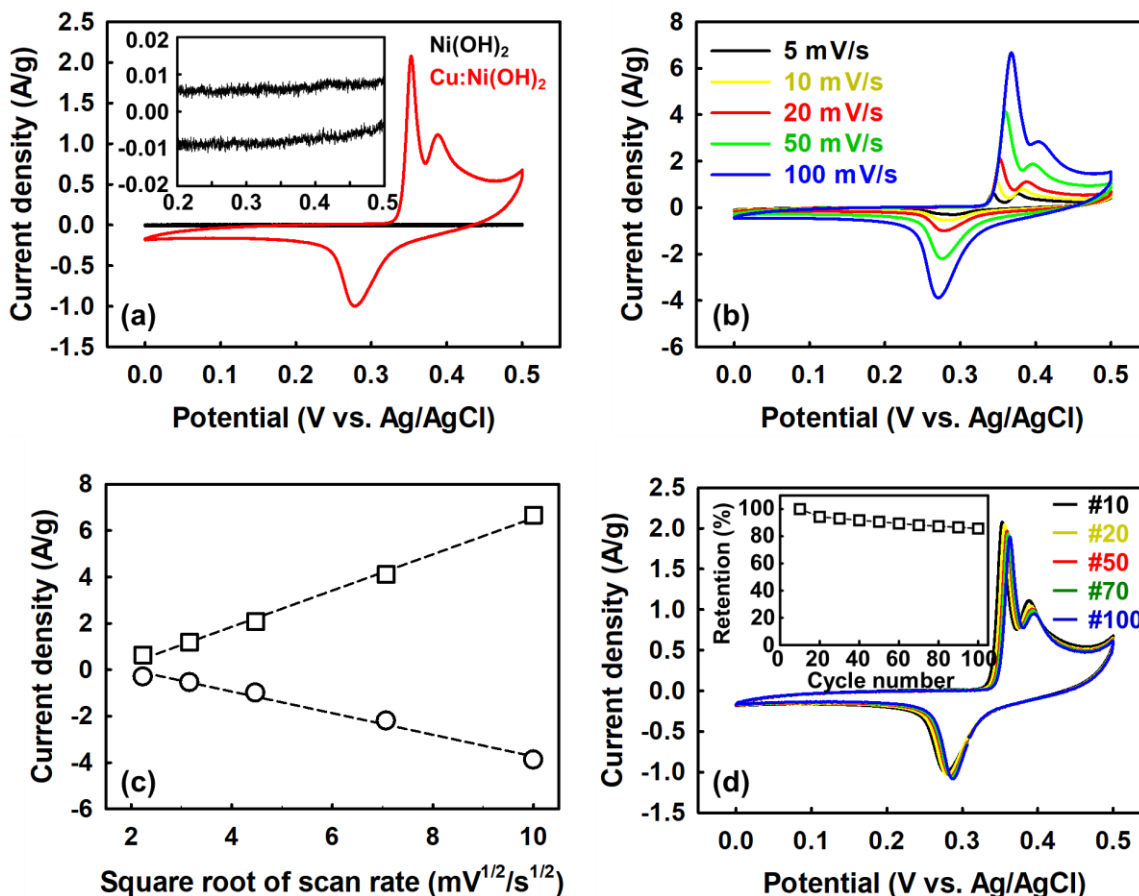 2.5
2.0
1.5
1.0
0.5
0.0
-0.5
-1.0
-1.5
0.0 0.1 0.2 0.3 0.4 0.5
Current density (A/g)
Potential (V vs. Ag/AgCl)
0.02
0.01
0.00
-0.01
-0.02
0.2 0.3 0.4 0.5
Ni(OH)2
Cu:Ni(OH)2
(a)
8
6
4
2
0
-2
-4
-6
0.0 0.1 0.2 0.3 0.4 0.5
Current density (A/g)
Potential (V vs. Ag/AgCl)
5 mV/s
10 mV/s
20 mV/s
50 mV/s
100 mV/s
(b)
8
6
4
2
0
-2
-4
-6
2 4 6 8 10
Current density (A/g)
Square root of scan rate (mV1/2/s1/2)
(c)
2.5
2.0
1.5
1.0
0.5
0.0
-0.5
-1.0
-1.5
0.0 0.1 0.2 0.3 0.4 0.5
Current density (A/g)
Potential (V vs. Ag/AgCl)
100
80
60
40
20
0
0 20 40 60 80 100
Retention (%)
Cycle number
#10
#20
#50
#70
#100
(d)